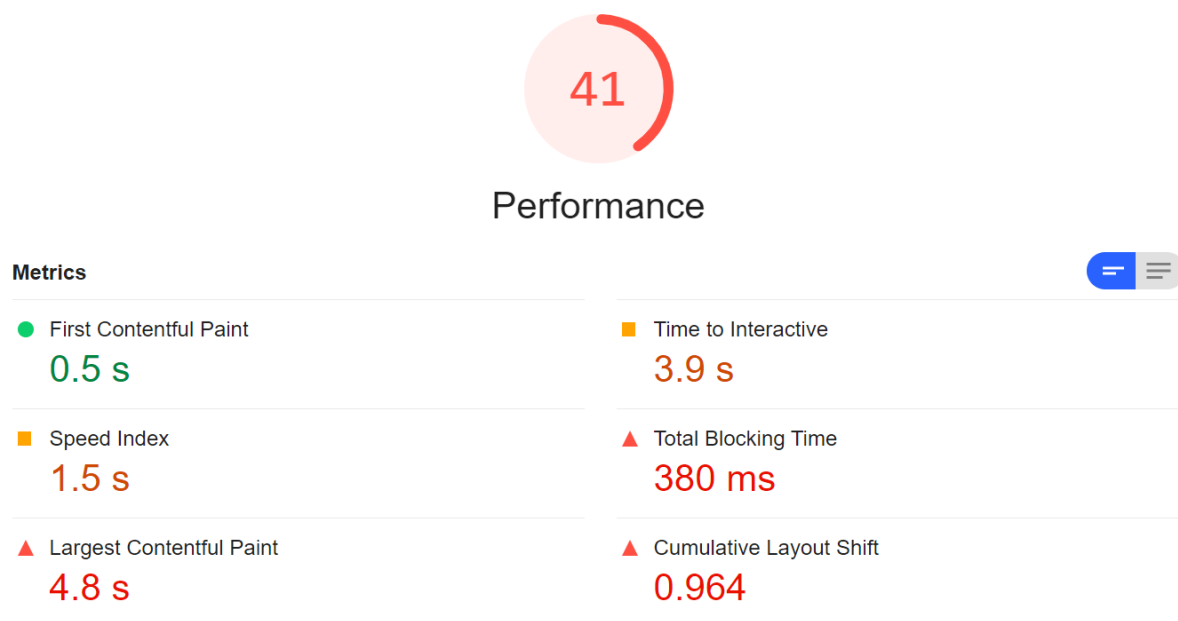 41
Performance
Metrics
First Contentful Paint
0.5 s
Time to Interactive
3.9 s
Speed Index
1.5 s
Total Blocking Time
380 ms
Largest Contentful Paint
4.8 s
Cumulative Layout Shift
0.964